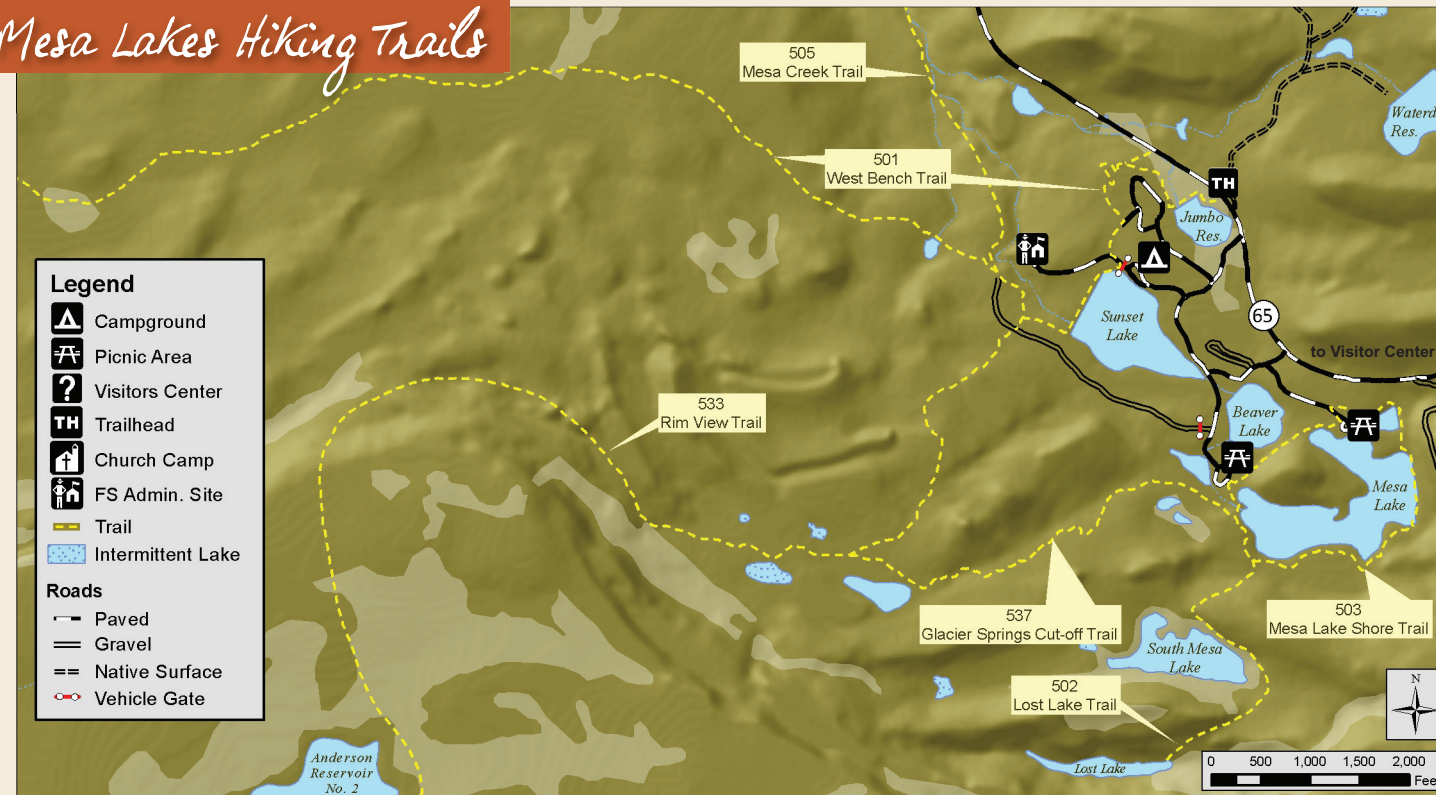 Mesa Lakes Hiking Trails
505
Mesa Creek Trail
501
West Bench Trail
TH
Waterd
Res.
Jumbo
Res.
Sunset
Lake
65
to Visitor Center
533
Rim View Trail
Beaver
Lake
Mesa
Lake
537
Glacier Springs Cut-off Trail
503
Mesa Lake Shore Trail
South Mesa
Lake
502
Lost Lake Trail
Lost Lake
Anderson
Reservoir
No. 2
Legend
Campground
Picnic Area
? Visitors Center
TH Trailhead
Church Camp
FS Admin. Site
Trail
Intermittent Lake
Roads
Paved
Gravel
Native Surface
Vehicle Gate
N
0 500 1,000 1,500 2,000
Fee